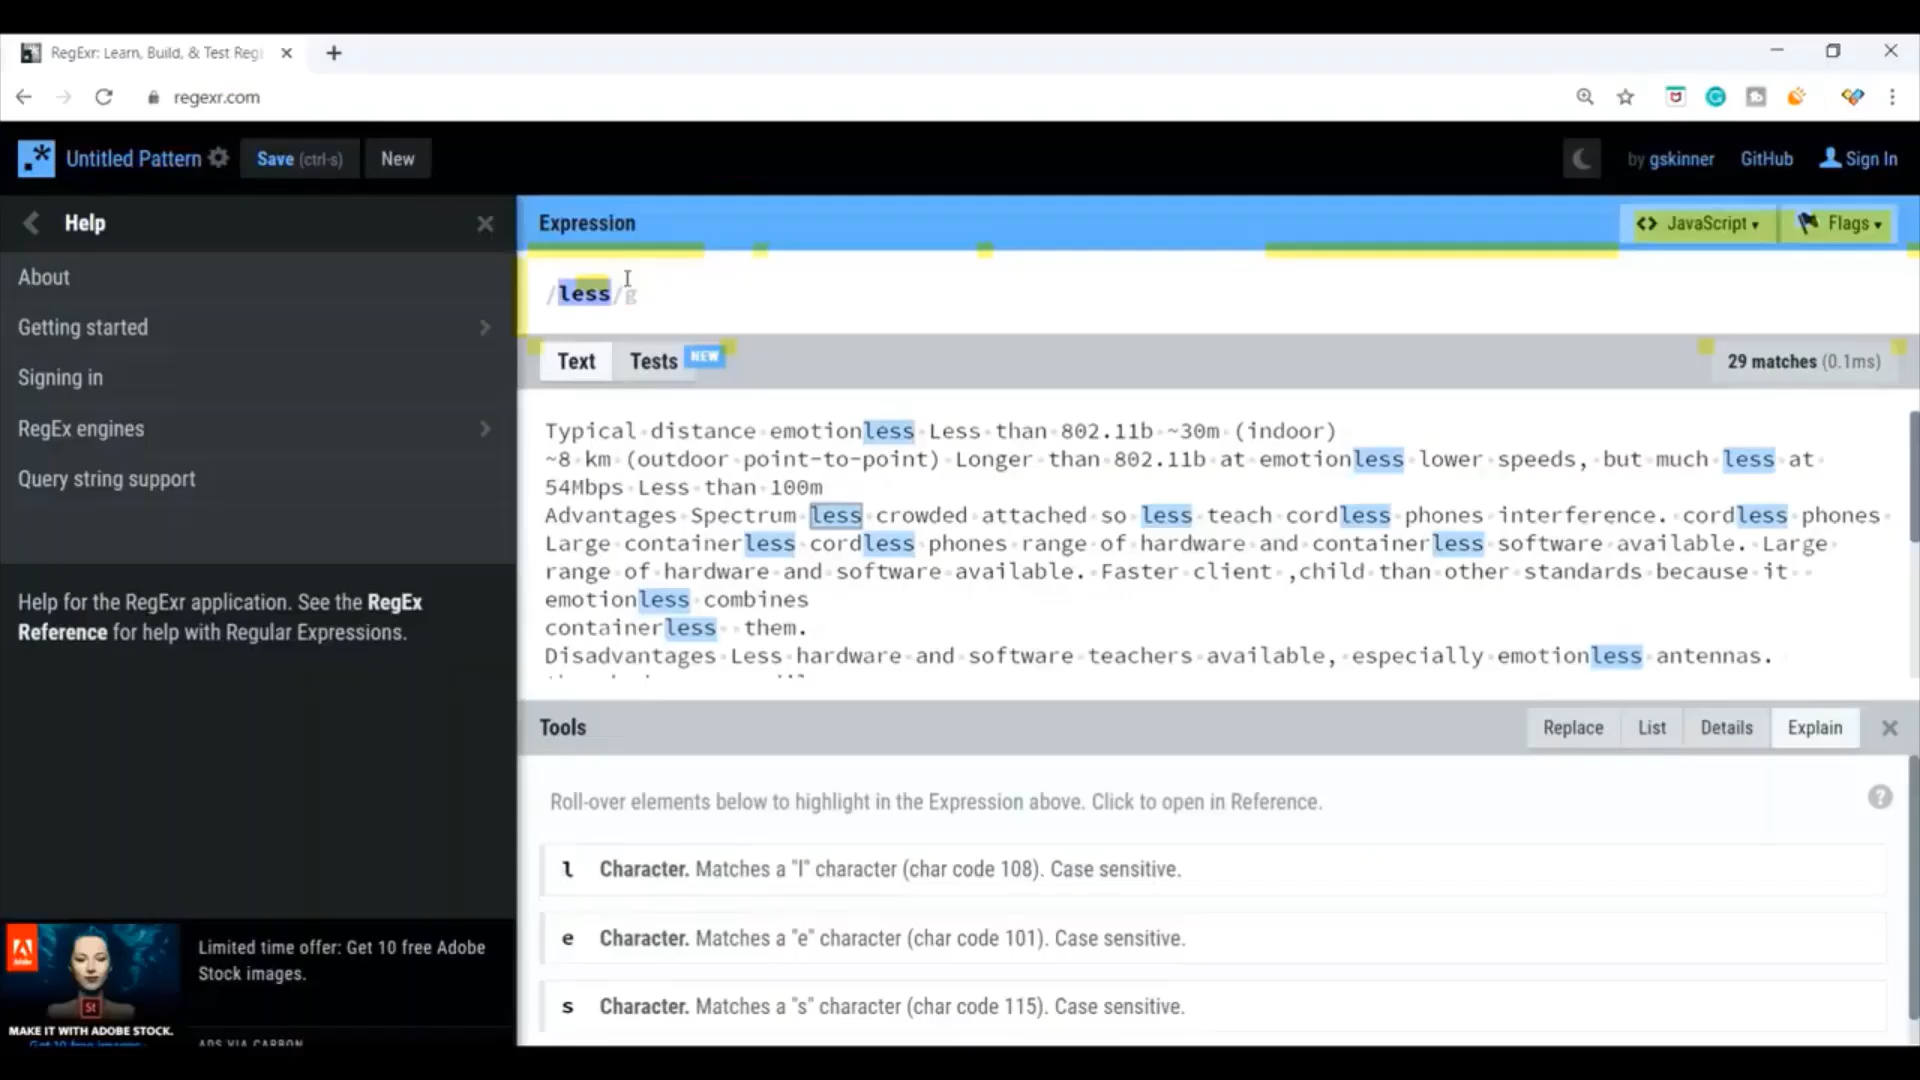 RegExr: Learn, Build, & Test Reg
regexr.com
Untitled Pattern
Save (ctrl-s)
New
by gskinner
GitHub
Sign In
Help
About
Getting started
Signing in
RegEx engines
Query string support
Help for the RegExr application. See the RegEx
Reference for help with Regular Expressions.
Limited time offer: Get 10 free Adobe
Stock images.
Adobe
St
MAKE IT WITH ADOBE STOCK.
Get 10 free images
ADS VIA CARBON
Expression
JavaScript
Flags
/less/g
Text
Tests
NEW
29 matches (0.1ms)
Typical distance emotionless Less than 802.11b ~30m (indoor)
~8 km (outdoor point-to-point) Longer than 802.11b at emotionless lower speeds, but much less at
54Mbps Less than 100m
Advantages Spectrum less crowded attached so less teach cordless phones interference. cordless phones
Large containerless cordless phones range of hardware and containerless software available. Large
range of hardware and software available. Faster client ,child than other standards because it
emotionless combines
containerless them.
Disadvantages Less hardware and software teachers available, especially emotionless antennas.
Tools
Replace
List
Details
Explain
Roll-over elements below to highlight in the Expression above. Click to open in Reference.
?
l Character. Matches a "l" character (char code 108). Case sensitive.
e Character. Matches a "e" character (char code 101). Case sensitive.
s Character. Matches a "s" character (char code 115). Case sensitive.